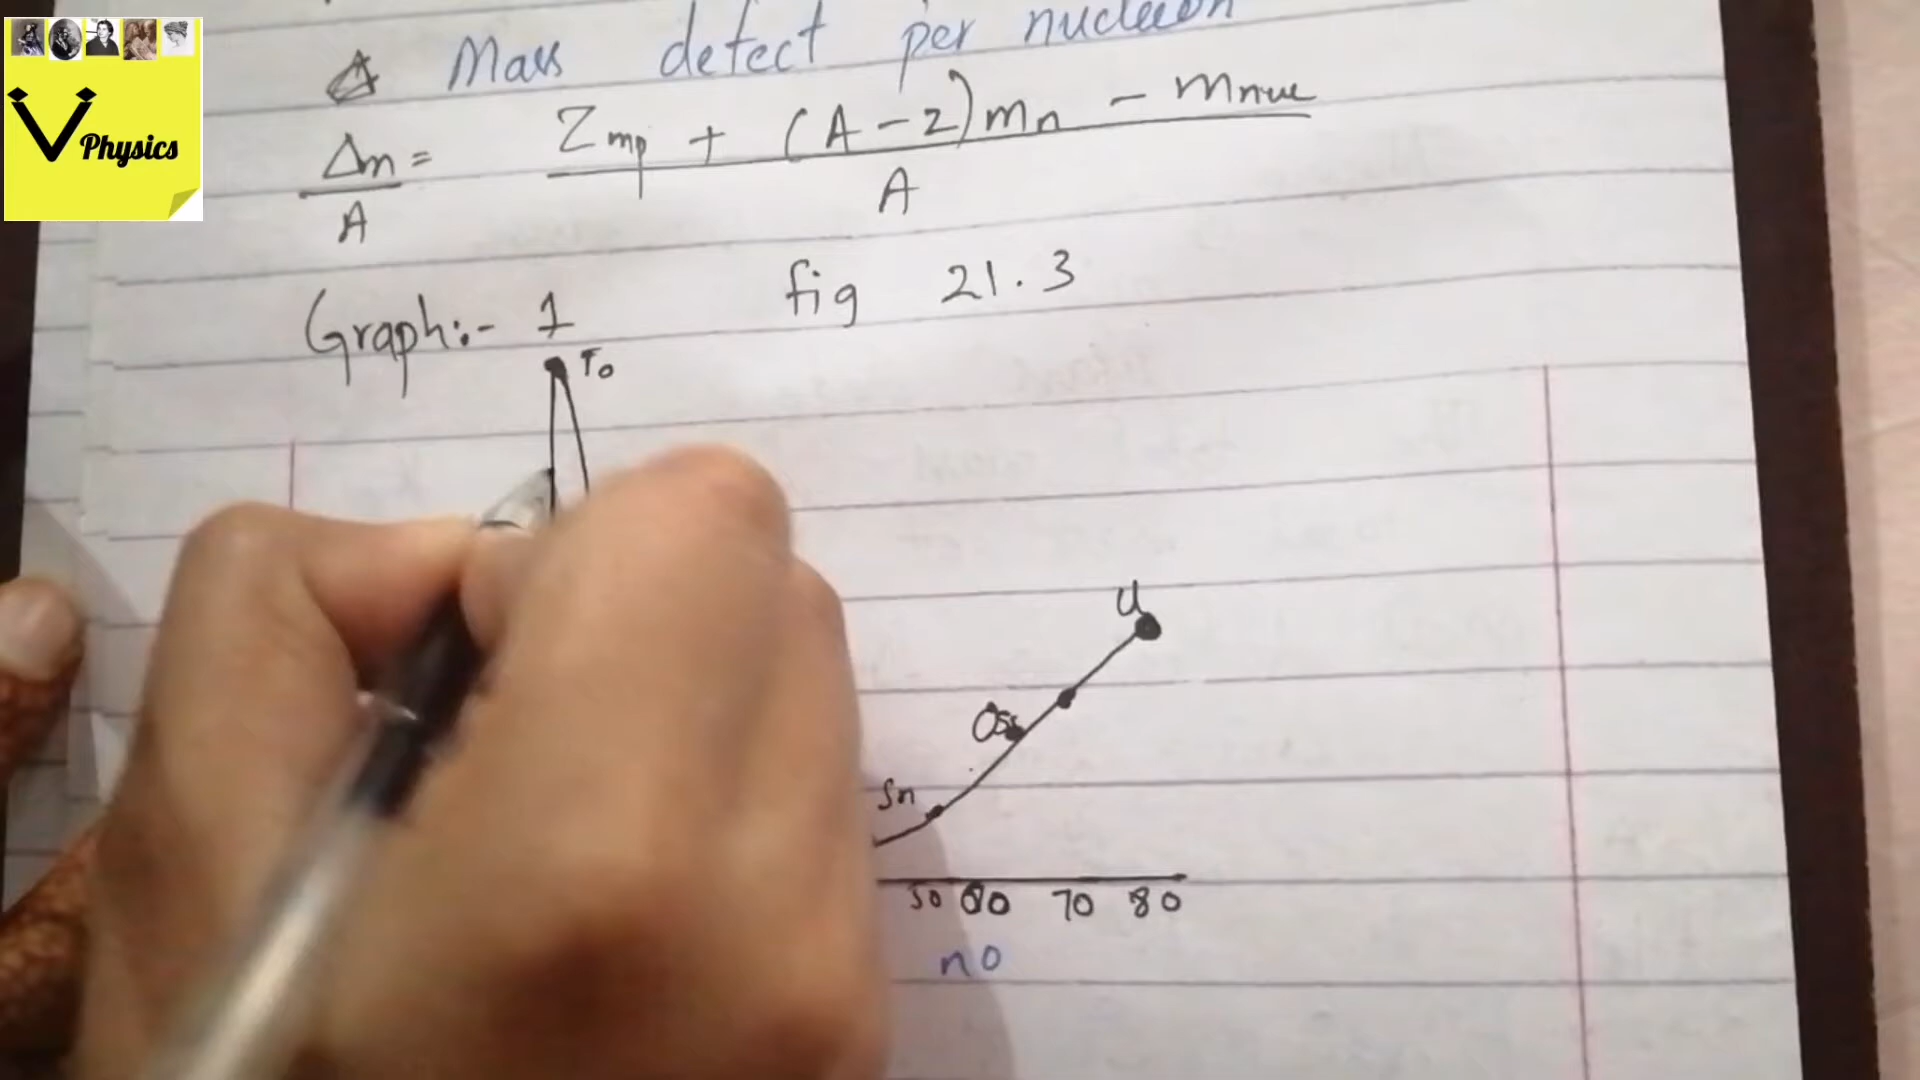 V Physics
Mass defect per nucleon
Δm/A = Zmp + (A-Z)mn - mnuc / A
Graph:- 1 fig 21.3
To
U
Os
Sn
50 60 70 80
no